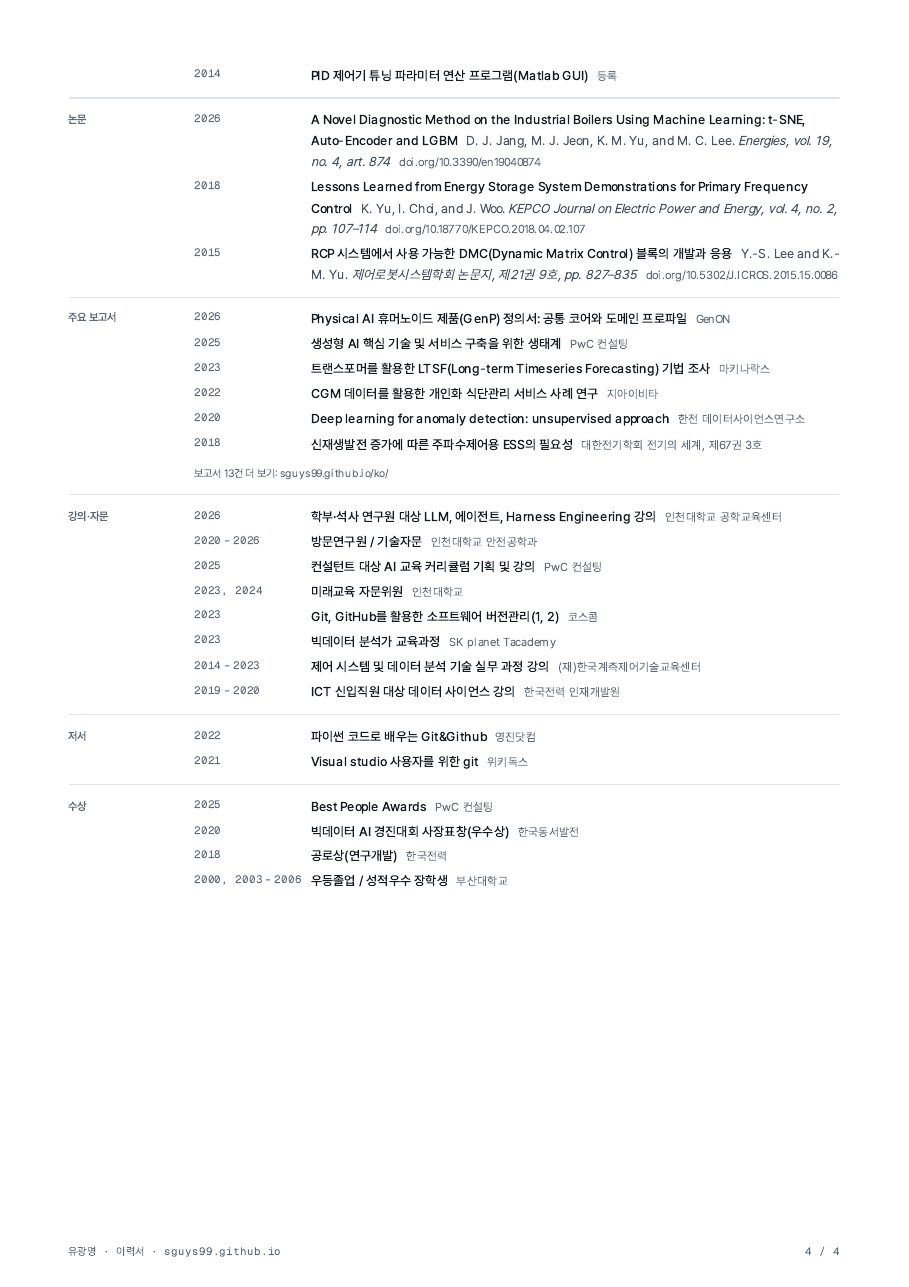 2014 PID 제어기 튜닝 파라미터 연산 프로그램(Matlab GUI) 등록
논문 2026 A Novel Diagnostic Method on the Industrial Boilers Using Machine Learning: t-SNE,
Auto-Encoder and LGBM D. J. Jang, M. J. Jeon, K. M. Yu, and M. C. Lee. Energies, vol. 19,
no. 4, art. 874 doi.org/10.3390/en19040874
2018 Lessons Learned from Energy Storage System Demonstrations for Primary Frequency
Control K. Yu, I. Choi, and J. Woo. KEPCO Journal on Electric Power and Energy, vol. 4, no. 2,
pp. 107–114 doi.org/10.18770/KEPCO.2018.04.02.107
2015 RCP 시스템에서 사용 가능한 DMC(Dynamic Matrix Control) 블록의 개발과 응용 Y.-S. Lee and K.-
M. Yu. 제어로봇시스템학회 논문지, 제21권 9호, pp. 827–835 doi.org/10.5302/J.ICROS.2015.15.0086
주요 보고서 2026 Physical AI 휴머노이드 제품(GenP) 정의서: 공통 코어와 도메인 프로파일 GenON
2025 생성형 AI 핵심 기술 및 서비스 구축을 위한 생태계 PwC 컨설팅
2023 트랜스포머를 활용한 LTSF(Long-term Timeseries Forecasting) 기법 조사 마키나락스
2022 CGM 데이터를 활용한 개인화 식단관리 서비스 사례 연구 지아이비타
2020 Deep learning for anomaly detection: unsupervised approach 한전 데이터사이언스연구소
2018 신재생발전 증가에 따른 주파수제어용 ESS의 필요성 대한전기학회 전기의 세계, 제67권 3호
보고서 13건 더 보기: sguys99.github.io/ko/
강의·자문 2026 학부·석사 연구원 대상 LLM, 에이전트, Harness Engineering 강의 인천대학교 공학교육센터
2020 – 2026 방문연구원 / 기술자문 인천대학교 안전공학과
2025 컨설턴트 대상 AI 교육 커리큘럼 기획 및 강의 PwC 컨설팅
2023, 2024 미래교육 자문위원 인천대학교
2023 Git, GitHub를 활용한 소프트웨어 버전관리(1, 2) 코스콤
2023 빅데이터 분석가 교육과정 SK planet Tacademy
2014 – 2023 제어 시스템 및 데이터 분석 기술 실무 과정 강의 (재)한국계측제어기술교육센터
2019 – 2020 ICT 신입직원 대상 데이터 사이언스 강의 한국전력 인재개발원
저서 2022 파이썬 코드로 배우는 Git&Github 영진닷컴
2021 Visual studio 사용자를 위한 git 위키독스
수상 2025 Best People Awards PwC 컨설팅
2020 빅데이터 AI 경진대회 사장표창(우수상) 한국동서발전
2018 공로상(연구개발) 한국전력
2000, 2003 – 2006 우등졸업 / 성적우수 장학생 부산대학교
유광명 · 이력서 · sguys99.github.io 4 / 4